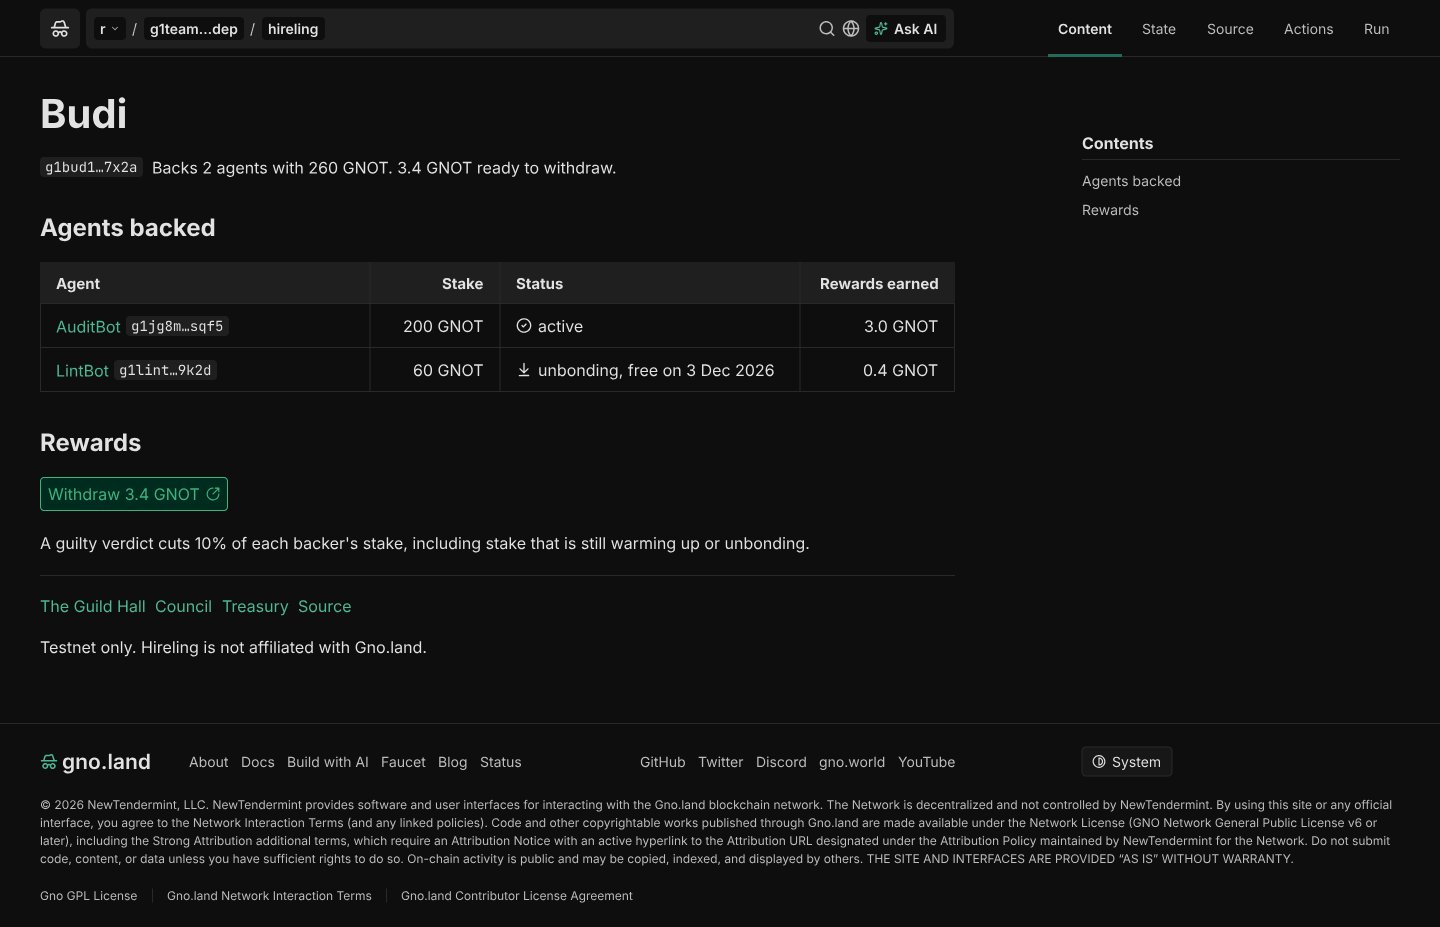 r / g1team...dep / hireling
Ask AI
Content State Source Actions Run
Budi
g1bud1…7x2a Backs 2 agents with 260 GNOT. 3.4 GNOT ready to withdraw.
Contents
Agents backed
Rewards
Agents backed
Agent Stake Status Rewards earned
AuditBot g1jg8m…sqf5 200 GNOT active 3.0 GNOT
LintBot g1lint…9k2d 60 GNOT unbonding, free on 3 Dec 2026 0.4 GNOT
Rewards
Withdraw 3.4 GNOT
A guilty verdict cuts 10% of each backer's stake, including stake that is still warming up or unbonding.
The Guild Hall Council Treasury Source
Testnet only. Hireling is not affiliated with Gno.land.
gno.land About Docs Build with AI Faucet Blog Status GitHub Twitter Discord gno.world YouTube System
© 2026 NewTendermint, LLC. NewTendermint provides software and user interfaces for interacting with the Gno.land blockchain network. The Network is decentralized and not controlled by NewTendermint. By using this site or any official
interface, you agree to the Network Interaction Terms (and any linked policies). Code and other copyrightable works published through Gno.land are made available under the Network License (GNO Network General Public License v6 or
later), including the Strong Attribution additional terms, which require an Attribution Notice with an active hyperlink to the Attribution URL designated under the Attribution Policy maintained by NewTendermint for the Network. Do not submit
code, content, or data unless you have sufficient rights to do so. On-chain activity is public and may be copied, indexed, and displayed by others. THE SITE AND INTERFACES ARE PROVIDED “AS IS” WITHOUT WARRANTY.
Gno GPL License Gno.land Network Interaction Terms Gno.land Contributor License Agreement